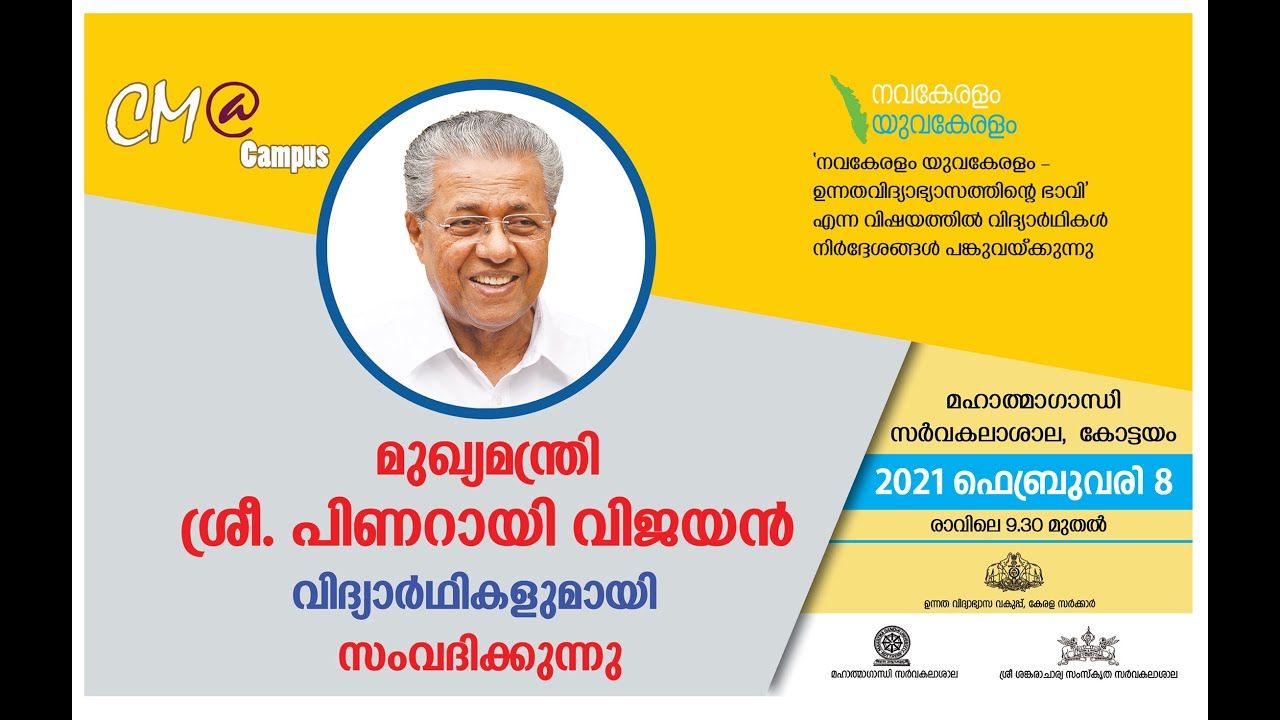 CM@
Campus
നവകേരളം
യുവകേരളം
'നവകേരളം യുവകേരളം –
ഉന്നതവിദ്യാഭ്യാസത്തിന്റെ ഭാവി'
എന്ന വിഷയത്തിൽ വിദ്യാർഥികൾ
നിർദ്ദേശങ്ങൾ പങ്കുവയ്ക്കുന്നു
മുഖ്യമന്ത്രി
ശ്രീ. പിണറായി വിജയൻ
വിദ്യാർഥികളുമായി
സംവദിക്കുന്നു
മഹാത്മാഗാന്ധി
സർവകലാശാല, കോട്ടയം
2021 ഫെബ്രുവരി 8
രാവിലെ 9.30 മുതൽ
ഉന്നത വിദ്യാഭ്യാസ വകുപ്പ്, കേരള സർക്കാർ
മഹാത്മാഗാന്ധി സർവകലാശാല
ശ്രീ ശങ്കരാചാര്യ സംസ്കൃത സർവകലാശാല